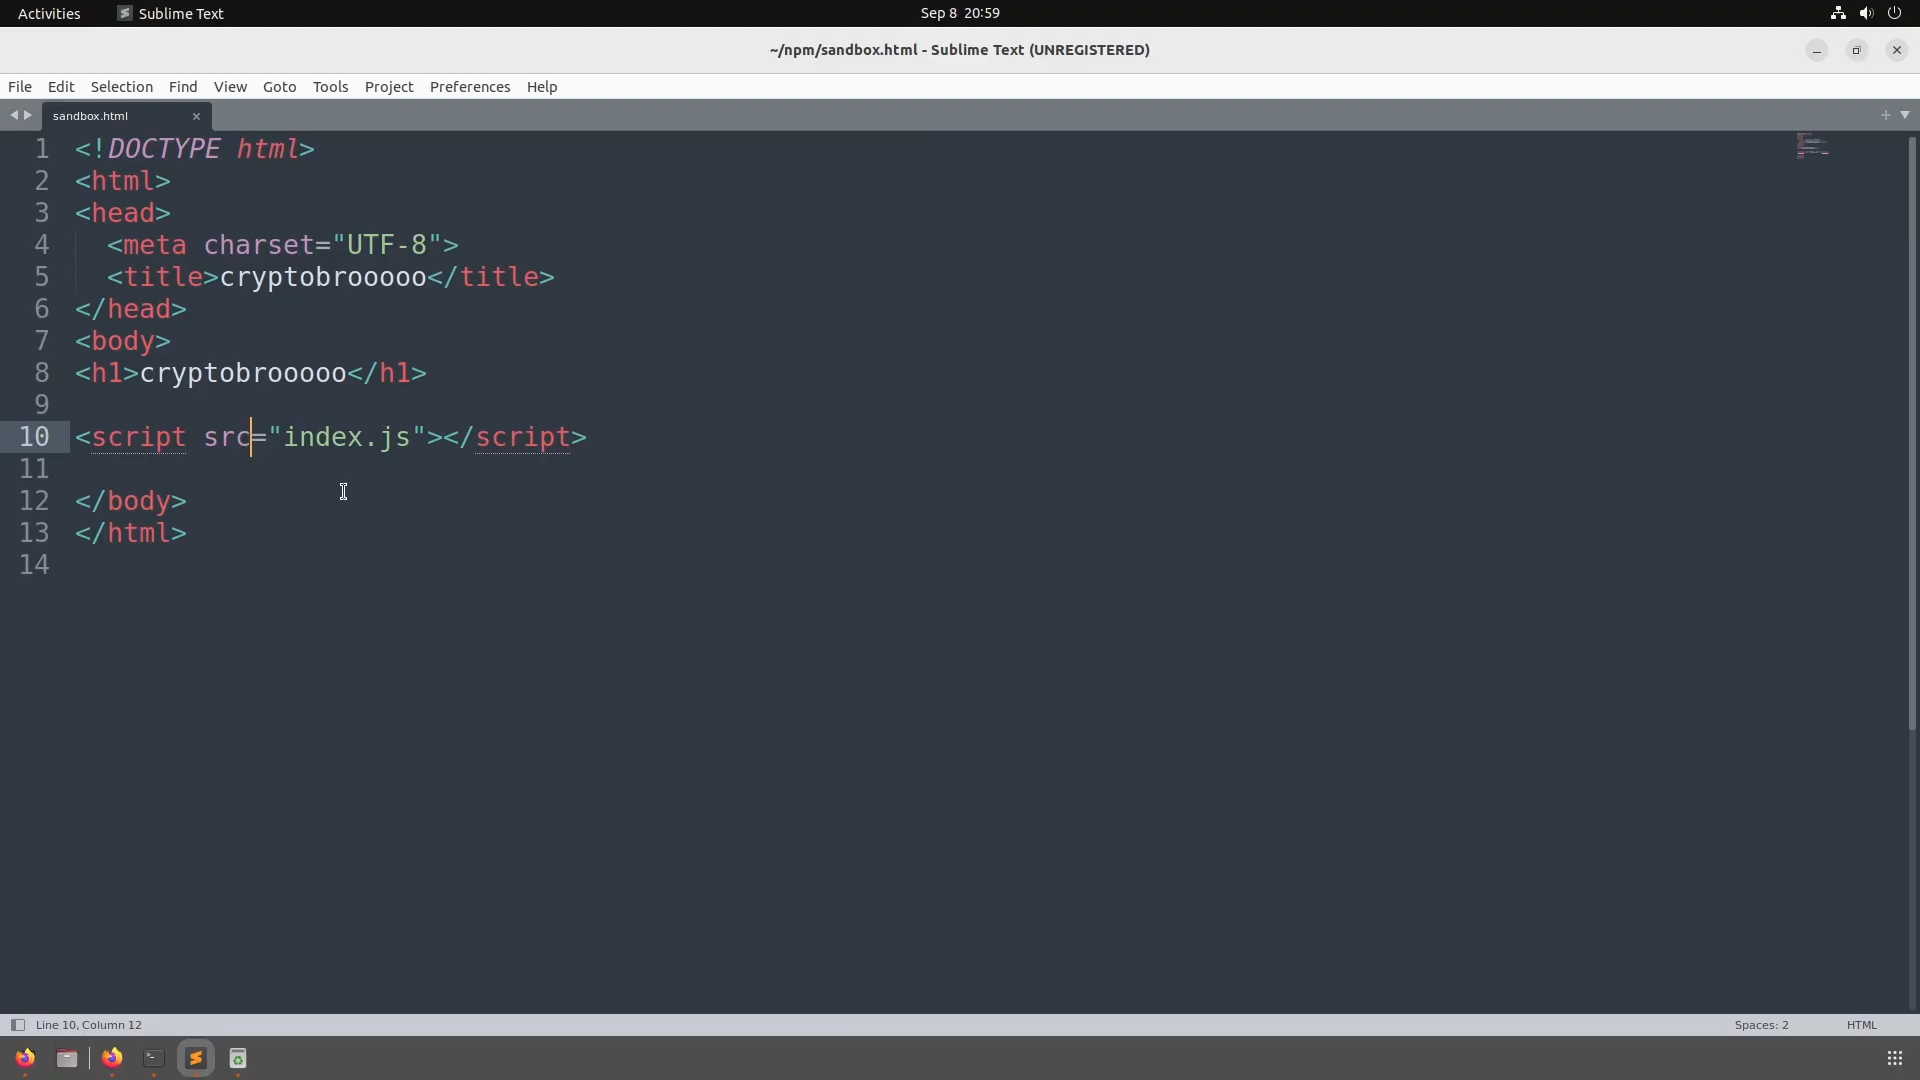 Activities
Sublime Text
Sep 8 20:59
~/npm/sandbox.html - Sublime Text (UNREGISTERED)
File Edit Selection Find View Goto Tools Project Preferences Help
sandbox.html
1 <!DOCTYPE html>
2 <html>
3 <head>
4   <meta charset="UTF-8">
5   <title>cryptobrooooo</title>
6 </head>
7 <body>
8 <h1>cryptobrooooo</h1>
9
10 <script src="index.js"></script>
11
12 </body>
13 </html>
14
Line 10, Column 12
Spaces: 2
HTML